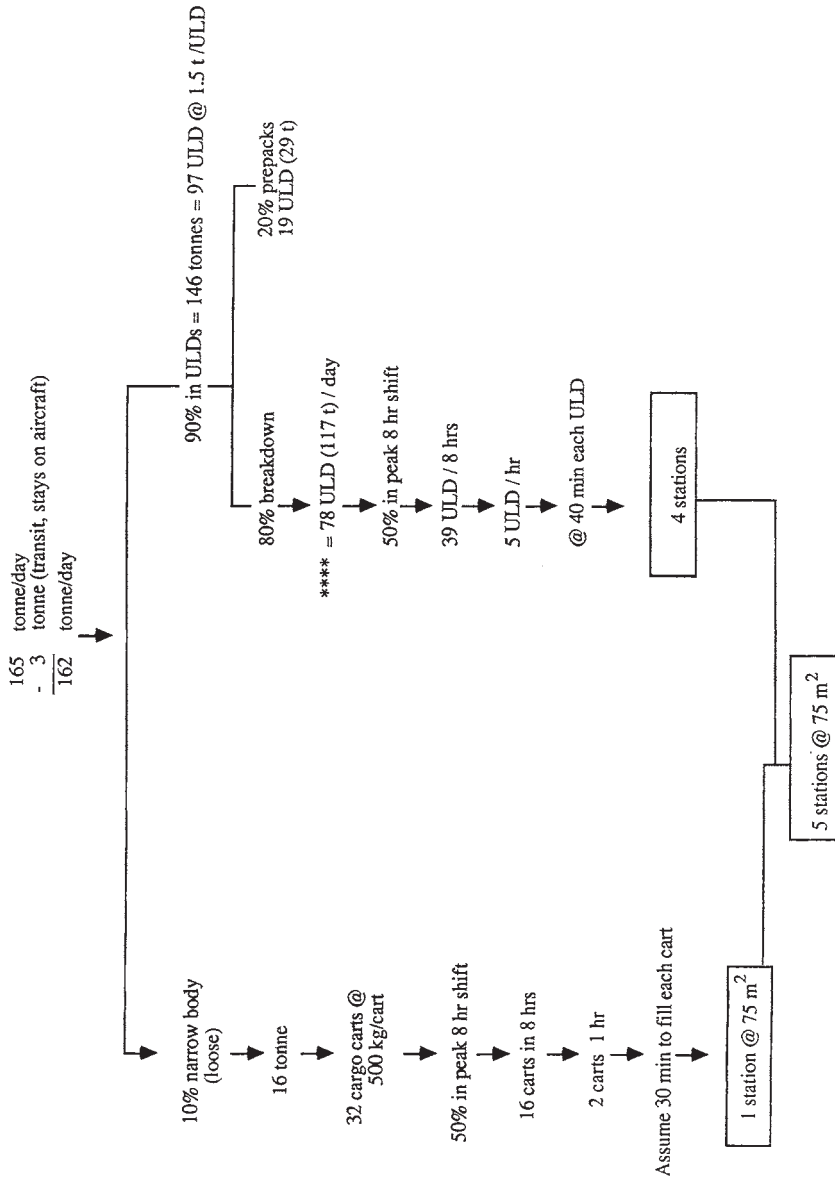 165 tonne/day
- 3 tonne (transit, stays on aircraft)
162 tonne/day
10% narrow body
(loose)
16 tonne
32 cargo carts @
500 kg/cart
50% in peak 8 hr shift
16 carts in 8 hrs
2 carts 1 hr
Assume 30 min to fill each cart
1 station @ 75 m²
90% in ULDs = 146 tonnes = 97 ULD @ 1.5 t /ULD
80% breakdown
**** = 78 ULD (117 t) / day
50% in peak 8 hr shift
39 ULD / 8 hrs
5 ULD / hr
@ 40 min each ULD
4 stations
20% prepacks
19 ULD (29 t)
5 stations @ 75 m²